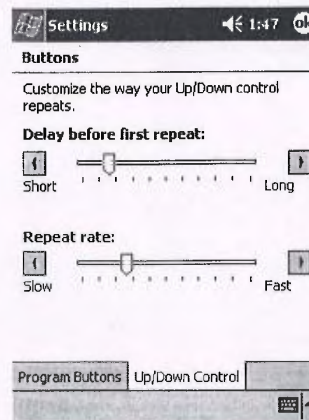 Settings 1:47 ok
Buttons
Customize the way your Up/Down control
repeats.
Delay before first repeat:
Short Long
Repeat rate:
Slow Fast
Program Buttons Up/Down Control